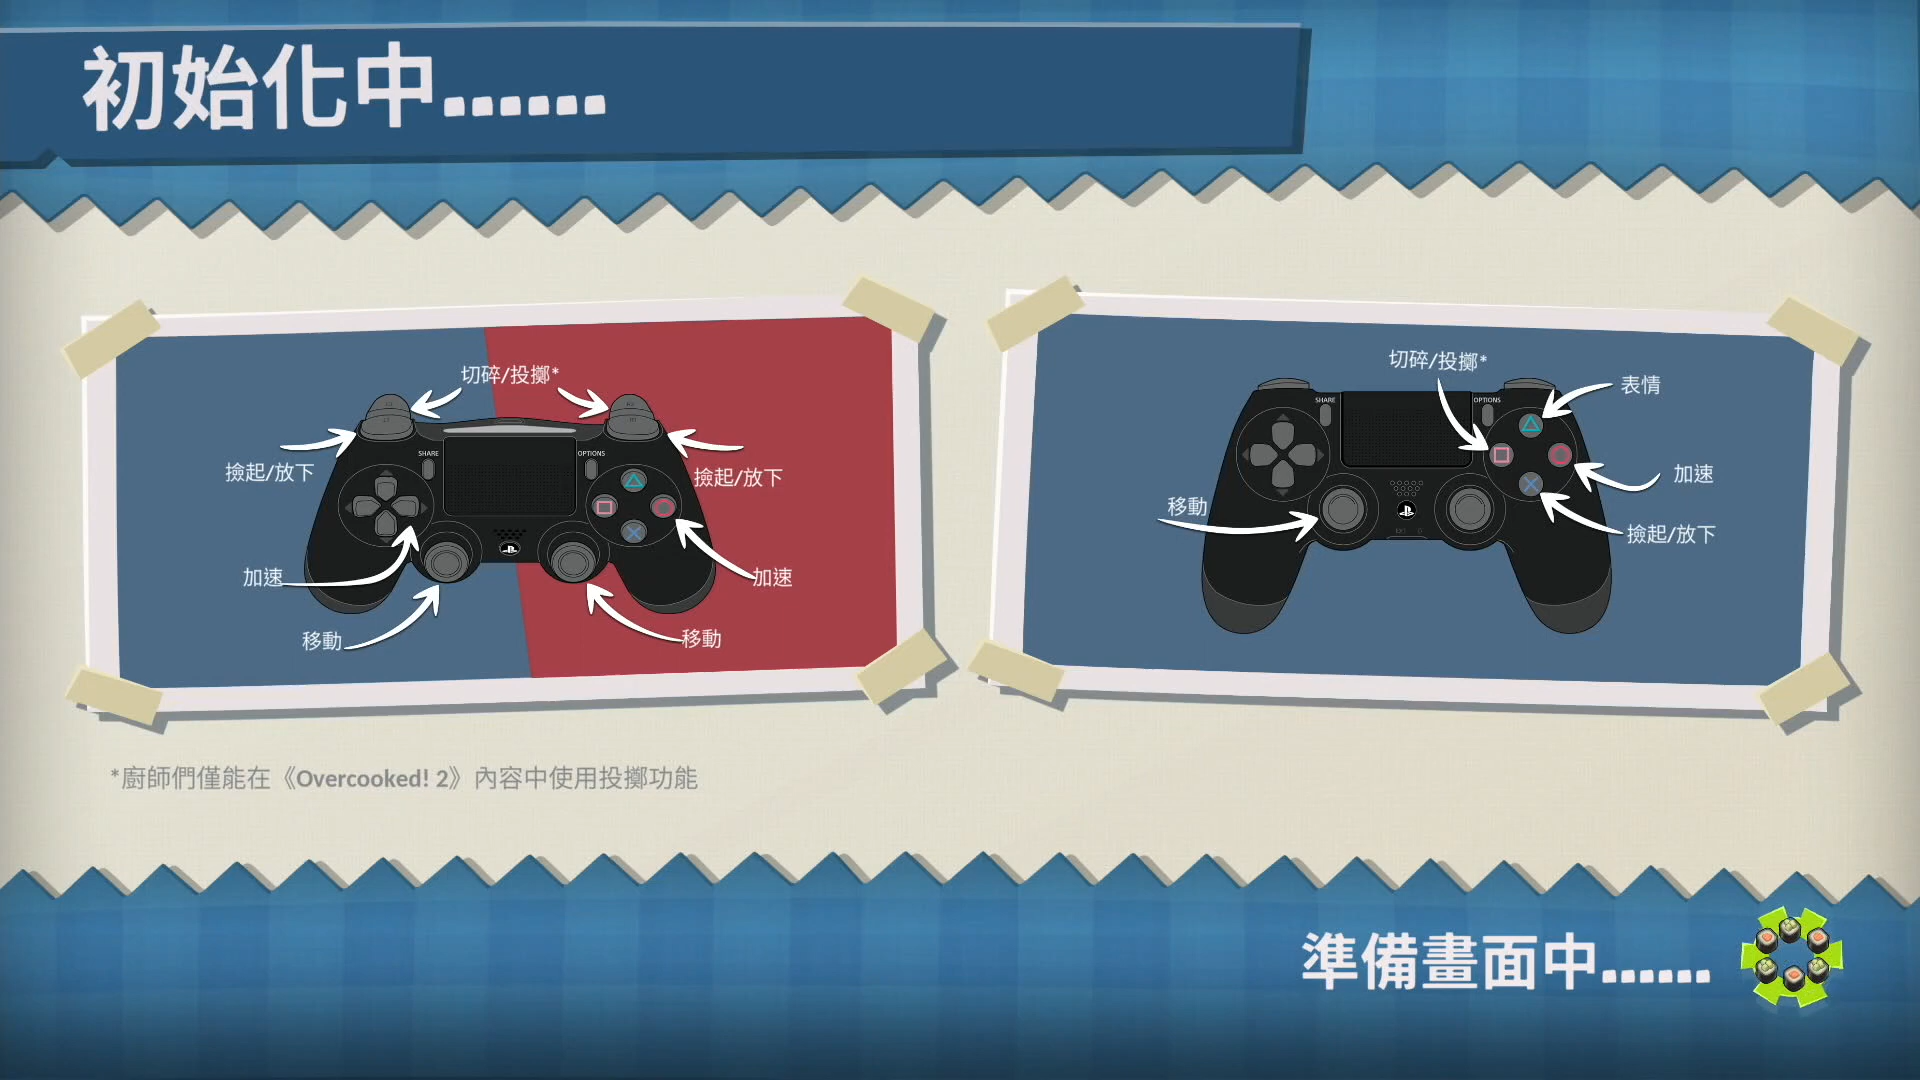 初始化中......
切碎/投擲*
撿起/放下
撿起/放下
SHARE
OPTIONS
加速
加速
移動
移動
切碎/投擲*
表情
SHARE
OPTIONS
加速
移動
撿起/放下
*廚師們僅能在《Overcooked! 2》內容中使用投擲功能
準備畫面中......